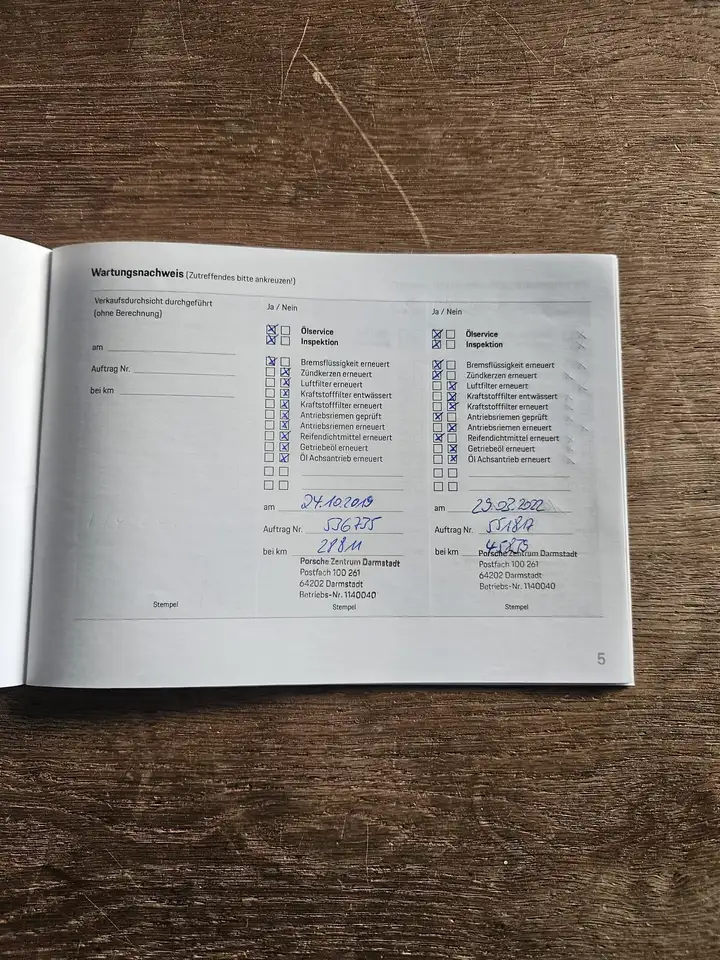 Wartungsnachweis (Zutreffendes bitte ankreuzen!)
Verkaufsdurchsicht durchgeführt
(ohne Berechnung)
am
Auftrag Nr.
bei km
Stempel
Ja / Nein
Ölservice
Inspektion
Bremsflüssigkeit erneuert
Zündkerzen erneuert
Luftfilter erneuert
Kraftstofffilter entwässert
Kraftstofffilter erneuert
Antriebsriemen geprüft
Antriebsriemen erneuert
Reifendichtmittel erneuert
Getriebeöl erneuert
Öl Achsantrieb erneuert
am 24.10.2019
Auftrag Nr. 536735
bei km 28811
Porsche Zentrum Darmstadt
Postfach 100 261
64202 Darmstadt
Betriebs-Nr. 1140040
Stempel
Ja / Nein
Ölservice
Inspektion
Bremsflüssigkeit erneuert
Zündkerzen erneuert
Luftfilter erneuert
Kraftstofffilter entwässert
Kraftstofffilter erneuert
Antriebsriemen geprüft
Antriebsriemen erneuert
Reifendichtmittel erneuert
Getriebeöl erneuert
Öl Achsantrieb erneuert
am
Auftrag Nr. 551817
bei km
Porsche Zentrum Darmstadt
Postfach 100 261
64202 Darmstadt
Betriebs-Nr. 1140040
Stempel
5